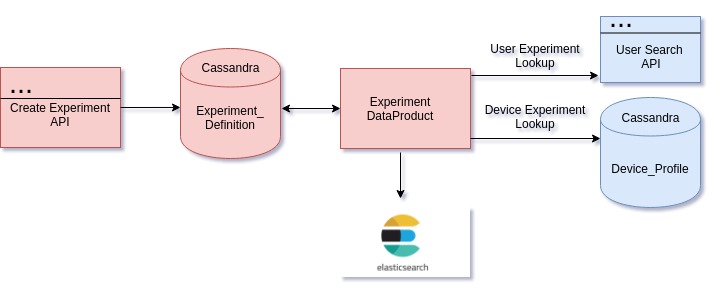 ...
Create Experiment
API
Cassandra
Experiment_
Definition
Experiment
DataProduct
User Experiment
Lookup
Device Experiment
Lookup
...
User Search
API
Cassandra
Device_Profile
elasticsearch